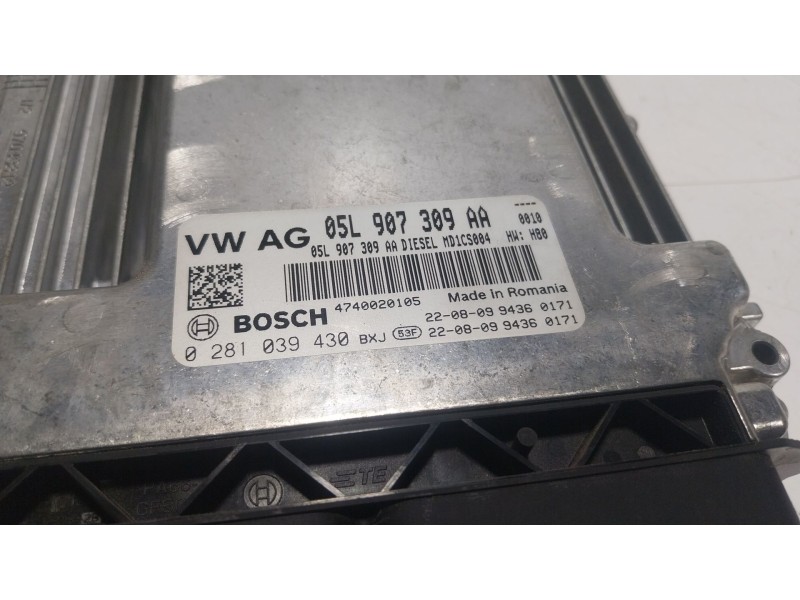 VW AG 05L 907 309 AA 0010
05L 907 309 AA DIESEL MD1CS004 HW: H80
4740020105 Made in Romania
BOSCH 22-08-09 9436 0171
0 281 039 430 BXJ 53F 22-08-09 9436 0171
TE